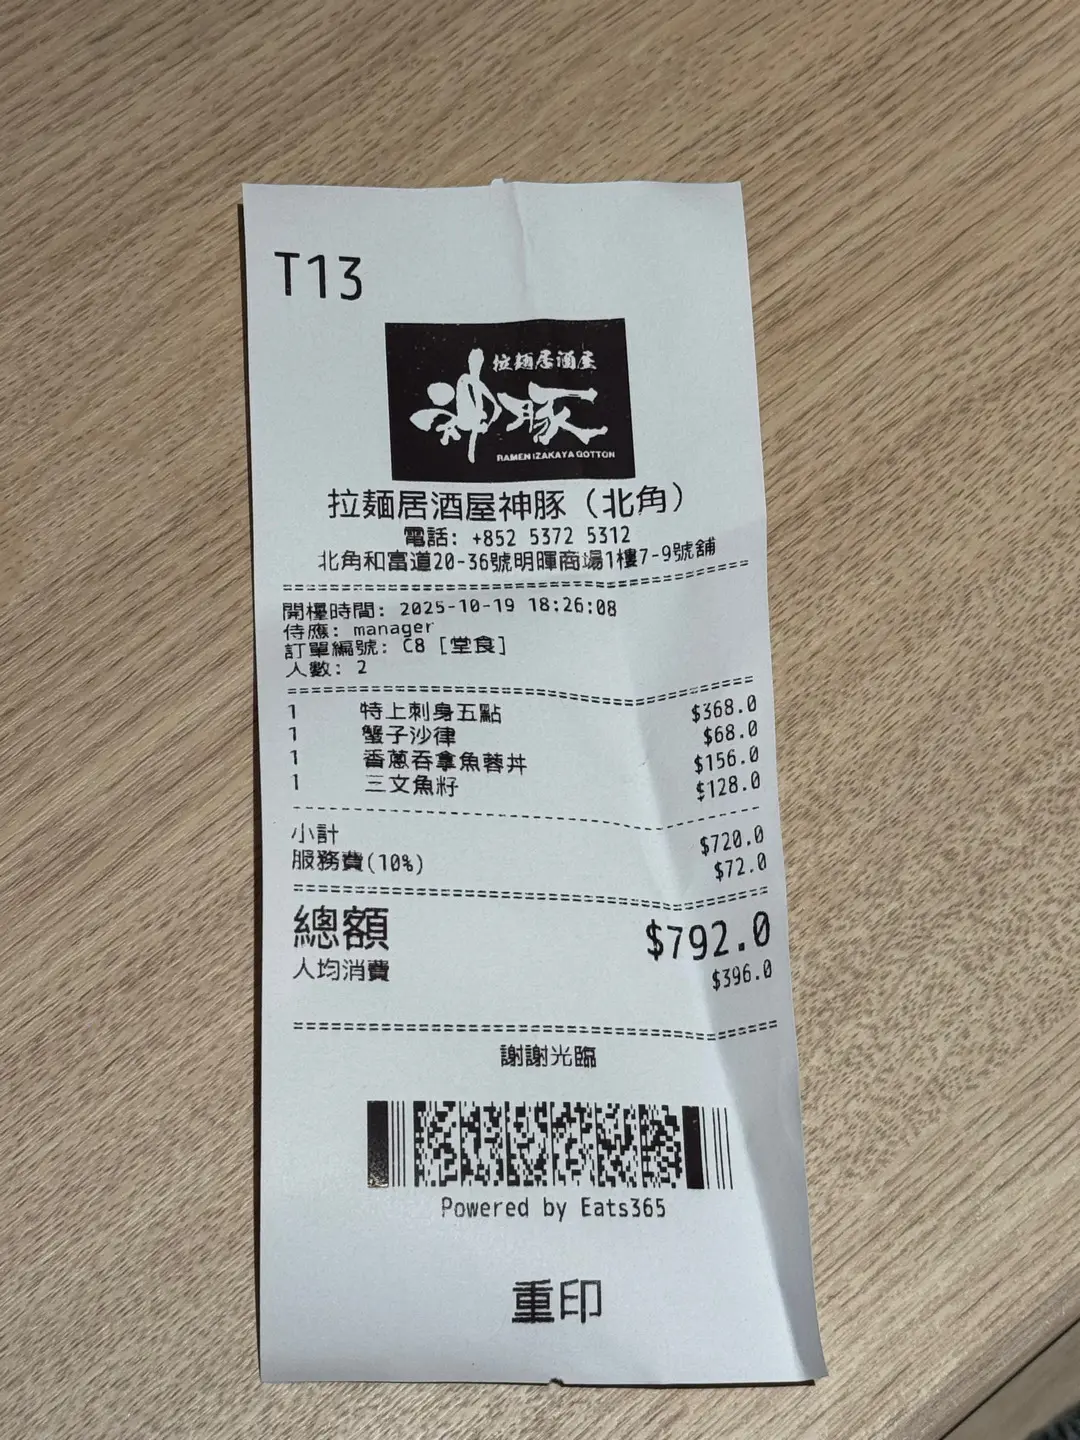 T13
拉麵居酒屋
神豚
RAMEN IZAKAYA GOTTON
拉麵居酒屋神豚（北角）
電話: +852 5372 5312
北角和富道20-36號明暉商場1樓7-9號舖
開檯時間: 2025-10-19 18:26:08
侍應: manager
訂單編號: C8 [堂食]
人數: 2
1 特上刺身五點 $368.0
1 蟹子沙律 $68.0
1 香蔥吞拿魚蓉丼 $156.0
1 三文魚籽 $128.0
小計 $720.0
服務費(10%) $72.0
總額 $792.0
人均消費 $396.0
謝謝光臨
Powered by Eats365
重印